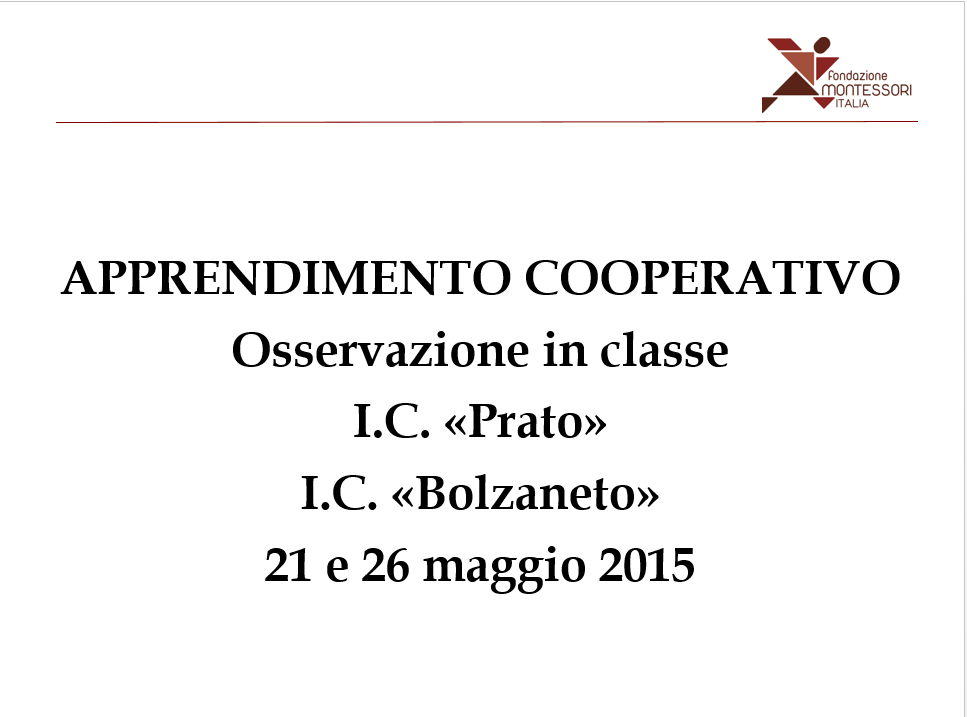 fondazione
MONTESSORI
ITALIA
APPRENDIMENTO COOPERATIVO
Osservazione in classe
I.C. «Prato»
I.C. «Bolzaneto»
21 e 26 maggio 2015